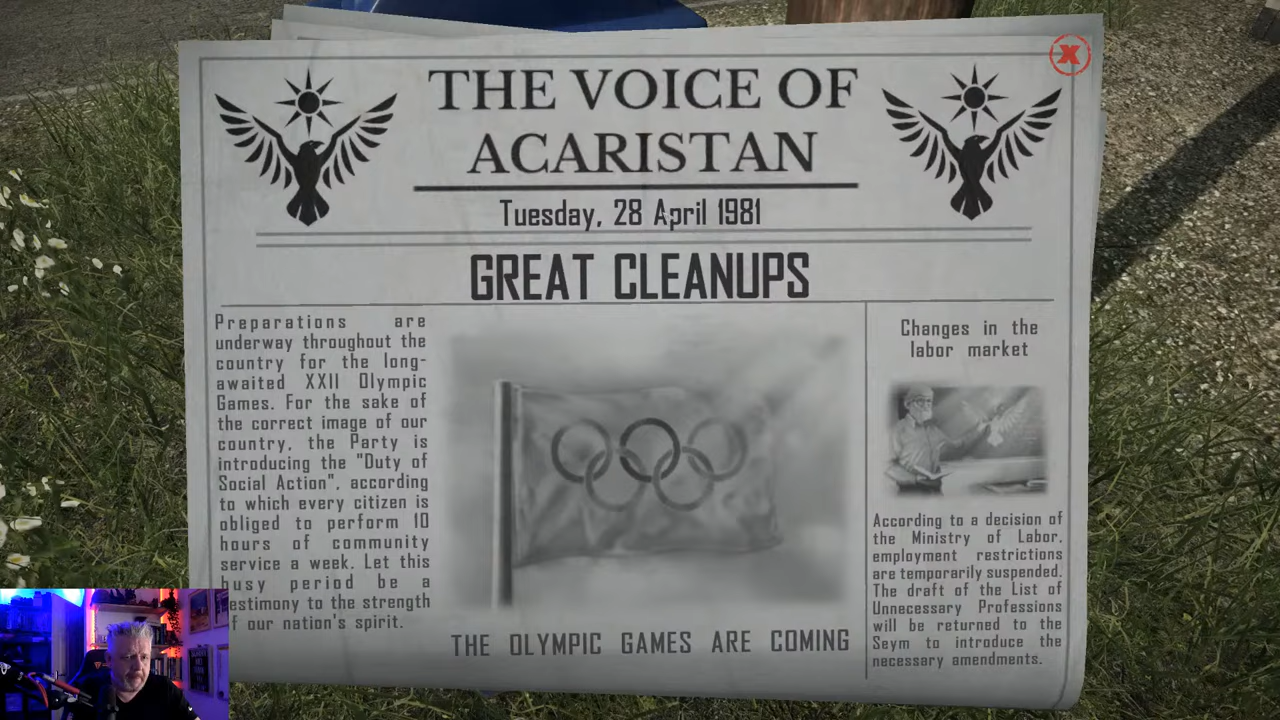 THE VOICE OF
ACARISTAN
Tuesday, 28 April 1981
GREAT CLEANUPS
Preparations are
underway throughout the
country for the long-
awaited XXII Olympic
Games. For the sake of
the correct image of our
country, the Party is
introducing the "Duty of
Social Action", according
to which every citizen is
obliged to perform 10
hours of community
service a week. Let this
busy period be a
estimony to the strength
f our nation's spirit.
THE OLYMPIC GAMES ARE COMING
Changes in the
labor market
According to a decision of
the Ministry of Labor,
employment restrictions
are temporarily suspended.
The draft of the List of
Unnecessary Professions
will be returned to the
Seym to introduce the
necessary amendments.
X